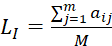 L_I = \frac{\sum_{j=1}^{m} a_{ij}}{M}